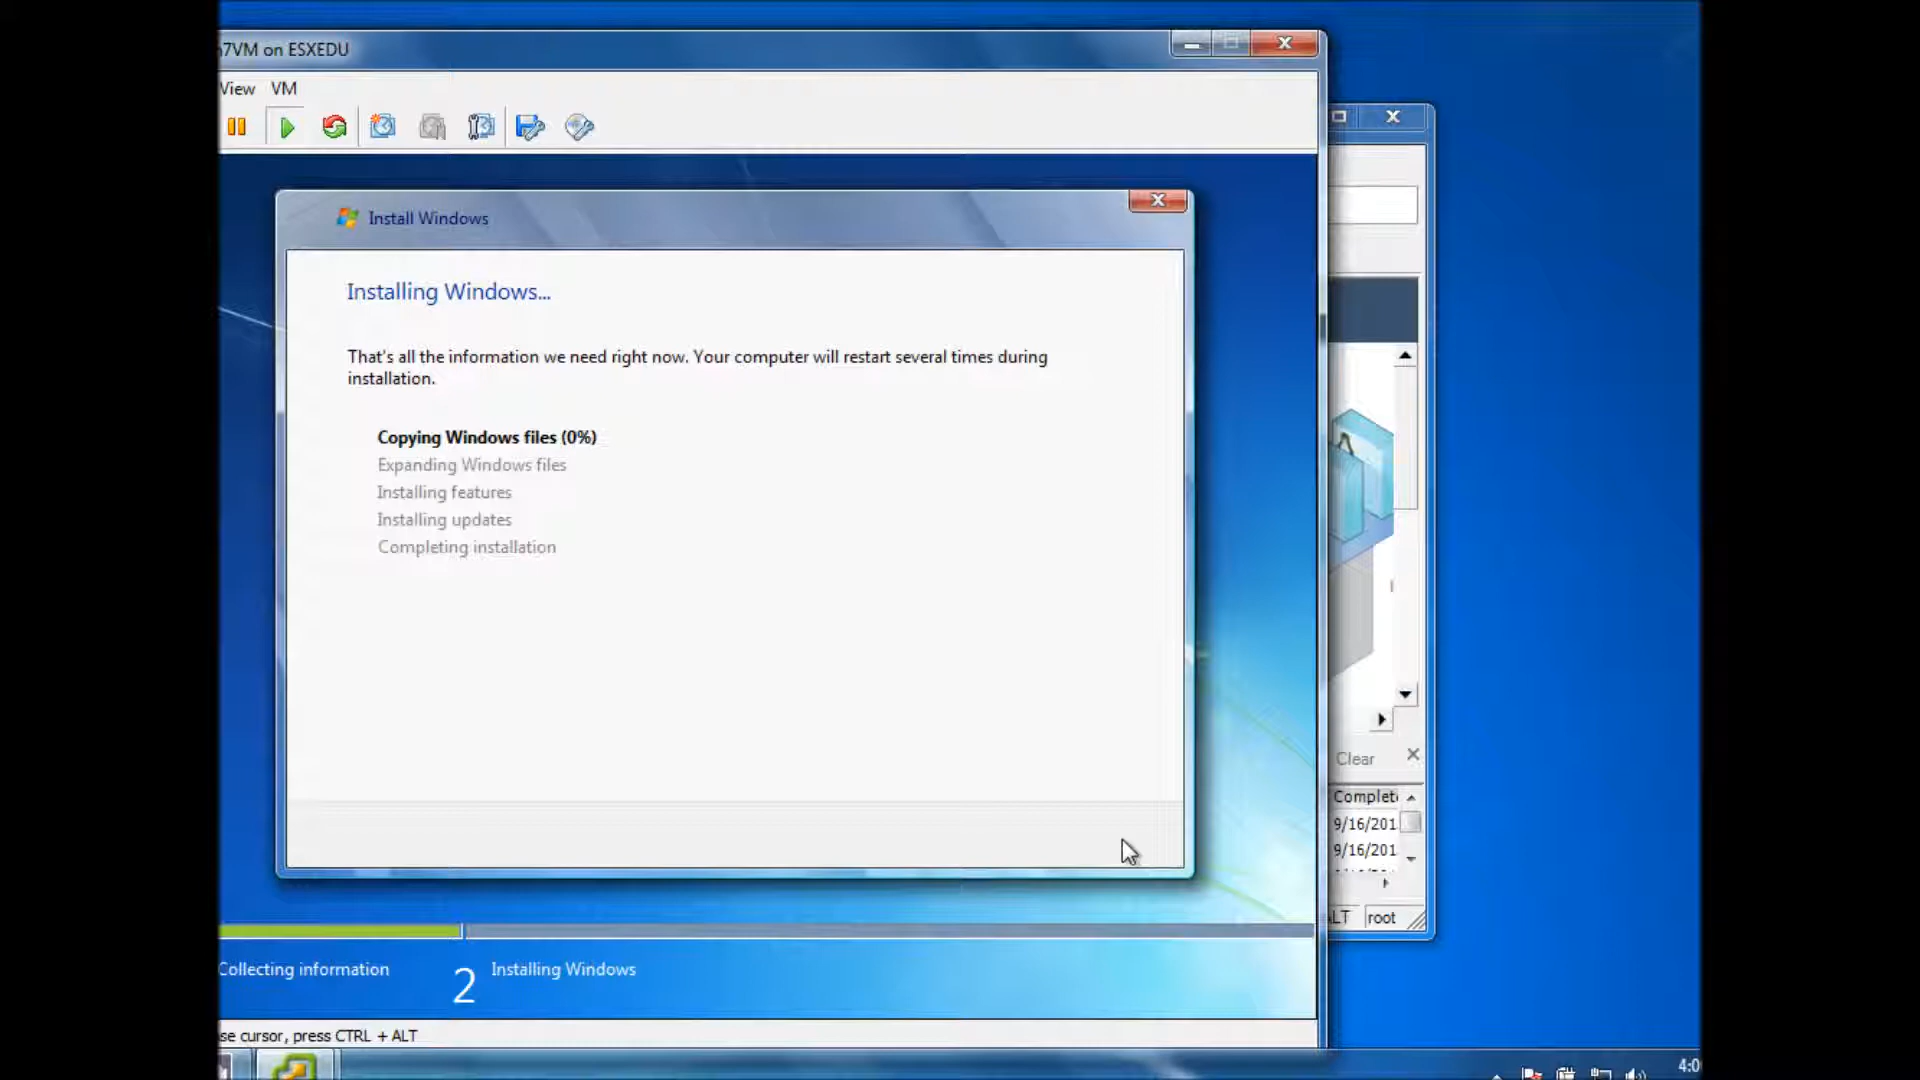 7VM on ESXEDU
View VM
Install Windows
Installing Windows...
That's all the information we need right now. Your computer will restart several times during
installation.
Copying Windows files (0%)
Expanding Windows files
Installing features
Installing updates
Completing installation
Clear
Complet
9/16/201
9/16/201
LT root
Collecting information
2 Installing Windows
se cursor, press CTRL + ALT
4:0